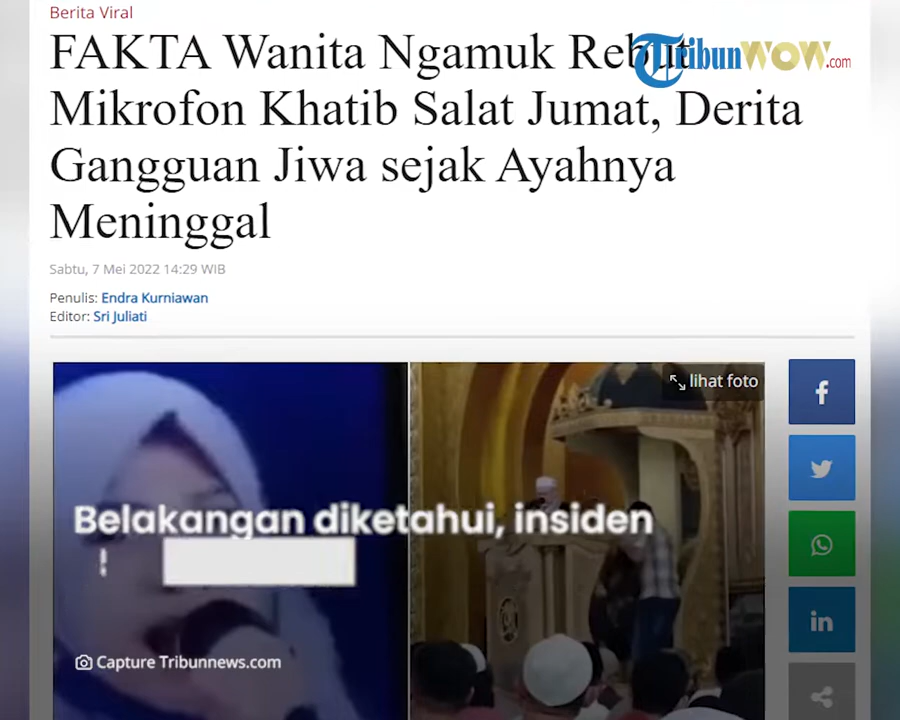 Berita Viral
FAKTA Wanita Ngamuk Rebut
TribunWOW.com
Mikrofon Khatib Salat Jumat, Derita
Gangguan Jiwa sejak Ayahnya
Meninggal
Sabtu, 7 Mei 2022 14:29 WIB
Penulis: Endra Kurniawan
Editor: Sri Juliati
lihat foto
Belakangan diketahui, insiden
Capture Tribunnews.com